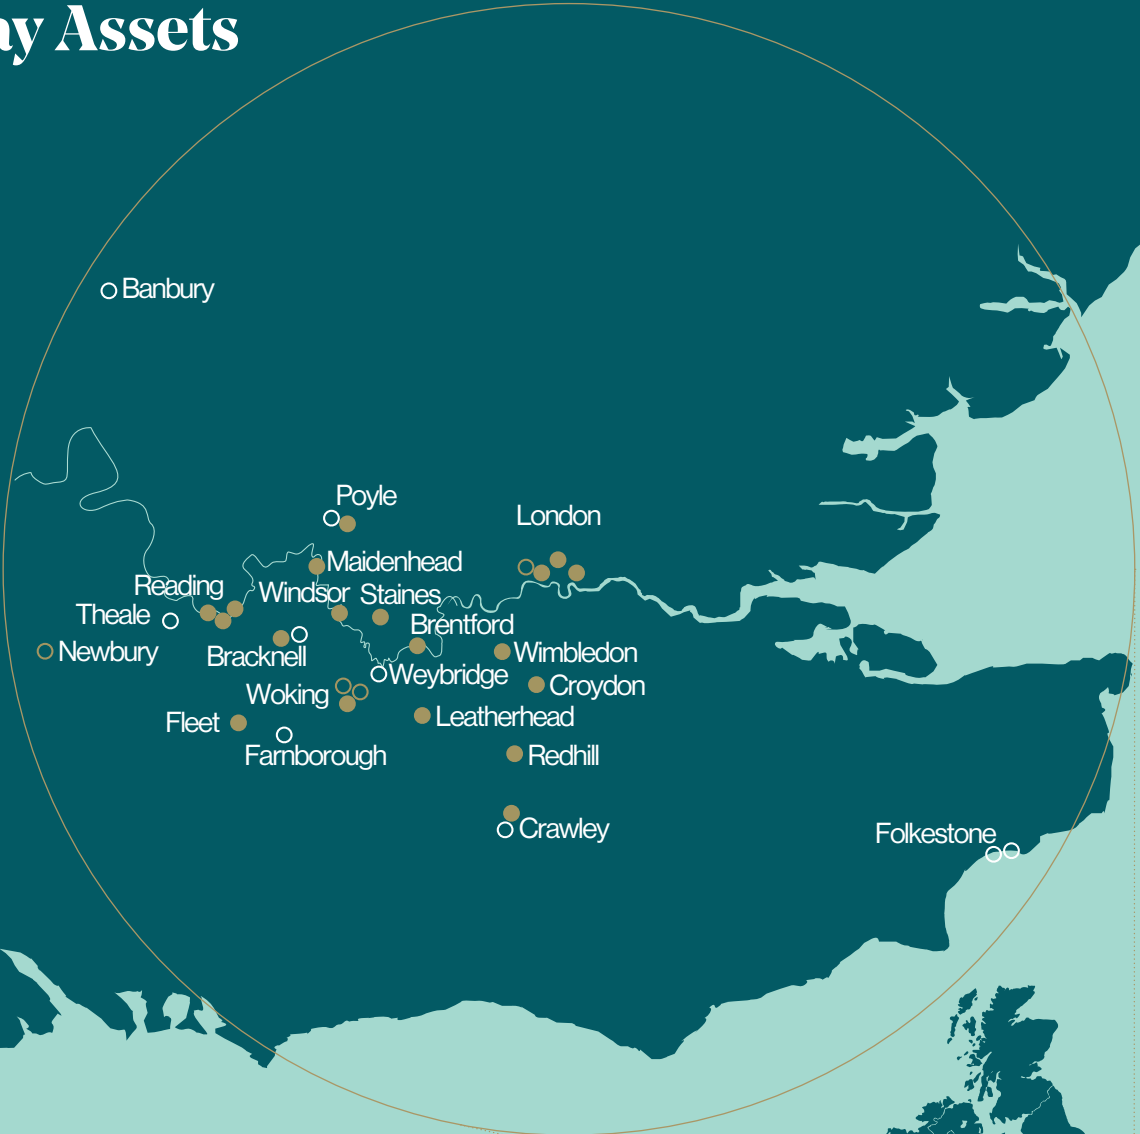 ay Assets
Banbury
Poyle
London
Maidenhead
Reading
Windsor
Staines
Theale
Brentford
Newbury
Bracknell
Wimbledon
Weybridge
Croydon
Woking
Leatherhead
Fleet
Farnborough
Redhill
Crawley
Folkestone